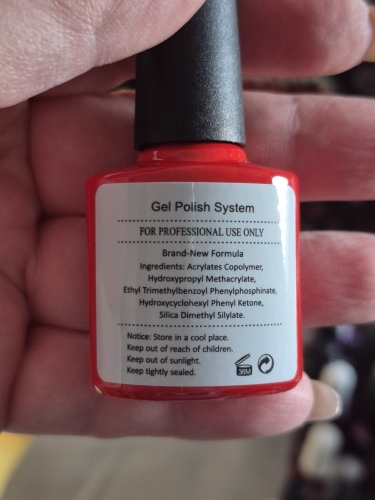 Gel Polish System
FOR PROFESSIONAL USE ONLY
Brand-New Formula
Ingredients: Acrylates Copolymer,
Hydroxypropyl Methacrylate,
Ethyl Trimethylbenzoyl Phenylphosphinate,
Hydroxycyclohexyl Phenyl Ketone,
Silica Dimethyl Silylate.
Notice: Store in a cool place.
Keep out of reach of children.
Keep out of sunlight.
Keep tightly sealed.
36M